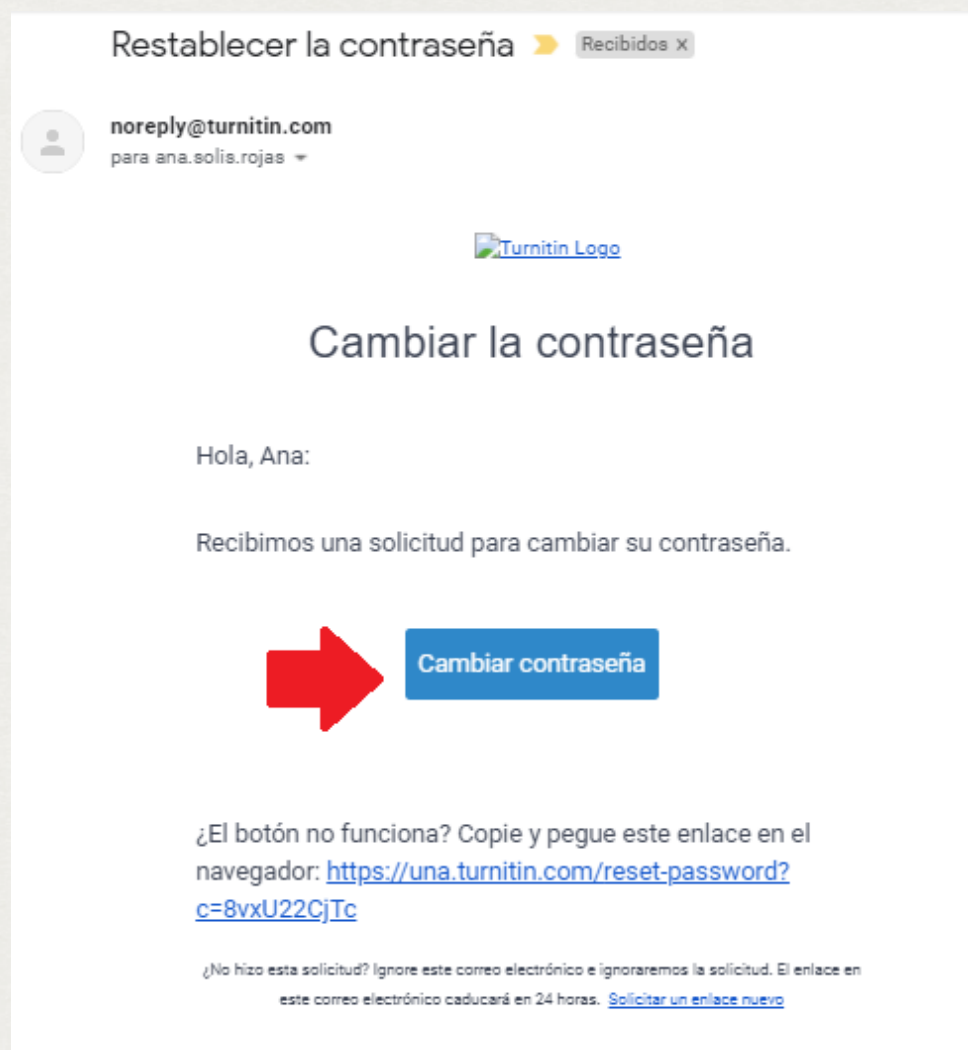 Restablecer la contraseña Recibidos x
noreply@turnitin.com
para ana.solis.rojas
Turnitin Logo
Cambiar la contraseña
Hola, Ana:
Recibimos una solicitud para cambiar su contraseña.
Cambiar contraseña
¿El botón no funciona? Copie y pegue este enlace en el
navegador: https://una.turnitin.com/reset-password?
c=8vxU22CjTc
¿No hizo esta solicitud? Ignore este correo electrónico e ignoraremos la solicitud. El enlace en
este correo electrónico caducará en 24 horas. Solicitar un enlace nuevo